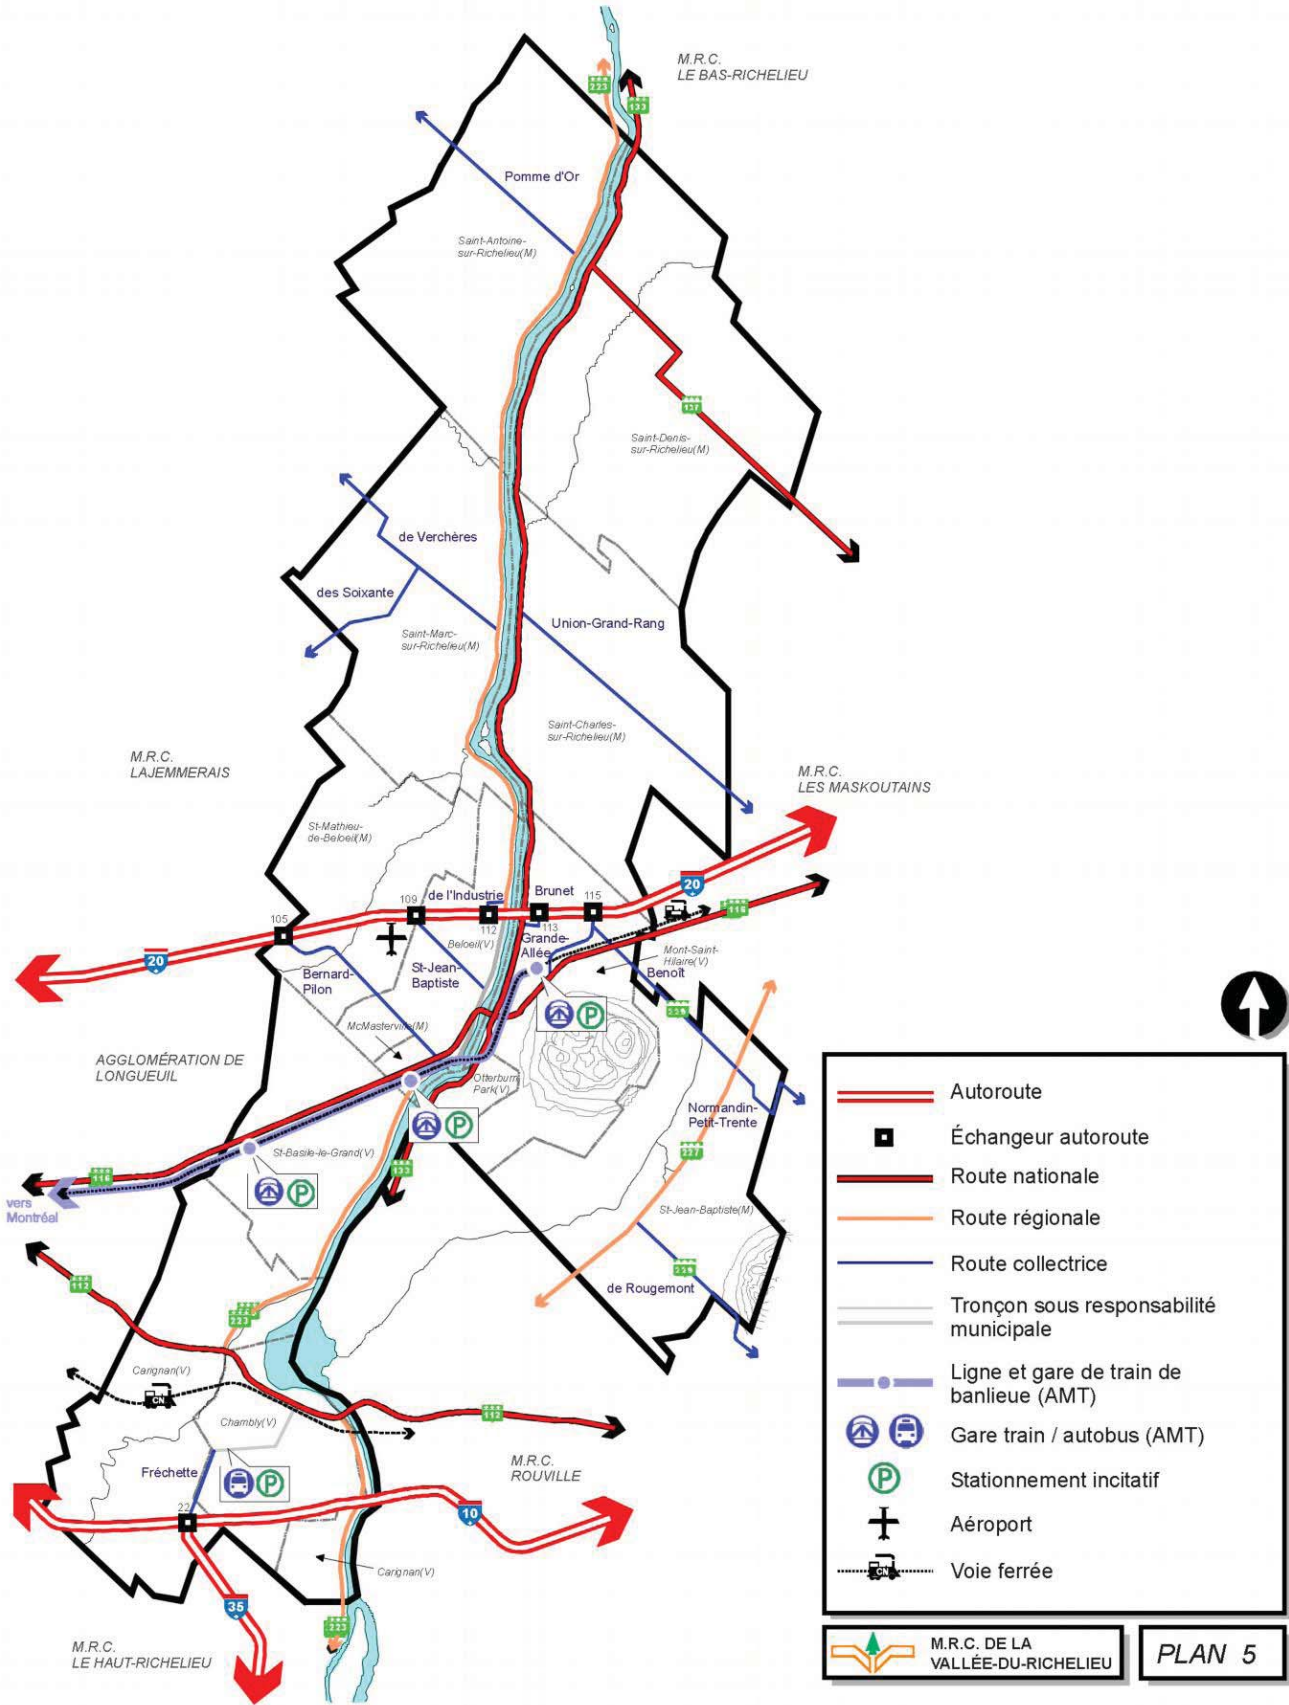 M.R.C.
LE BAS-RICHELIEU
223
133
Pomme d'Or
Saint-Antoine-
sur-Richelieu(M)
137
Saint-Denis-
sur-Richelieu(M)
de Verchères
des Soixante
Saint-Marc-
sur-Richelieu(M)
Union-Grand-Rang
Saint-Charles-
sur-Richelieu(M)
M.R.C.
LAJEMMERAIS
M.R.C.
LES MASKOUTAINS
St-Mathieu-
de-Beloeil(M)
20
116
de l'Industrie
Brunet
109
115
105
112
113
20
Beloeil(V)
Grande-
Allée
Mont-Saint-
Hilaire(V)
Bernard-
Pilon
St-Jean-
Baptiste
Benoît
229
P
McMasterville(M)
AGGLOMÉRATION DE
LONGUEUIL
Otterburn
Park(V)
Normandin-
Petit-Trente
P
227
St-Basile-le-Grand(V)
133
116
P
vers
Montréal
St-Jean-Baptiste(M)
112
229
de Rougemont
223
Carignan(V)
CN
Chambly(V)
112
M.R.C.
ROUVILLE
Fréchette
P
22
10
Carignan(V)
35
223
M.R.C.
LE HAUT-RICHELIEU
Autoroute
Échangeur autoroute
Route nationale
Route régionale
Route collectrice
Tronçon sous responsabilité
municipale
Ligne et gare de train de
banlieue (AMT)
Gare train / autobus (AMT)
P
Stationnement incitatif
Aéroport
CN
Voie ferrée
M.R.C. DE LA
VALLÉE-DU-RICHELIEU
PLAN 5